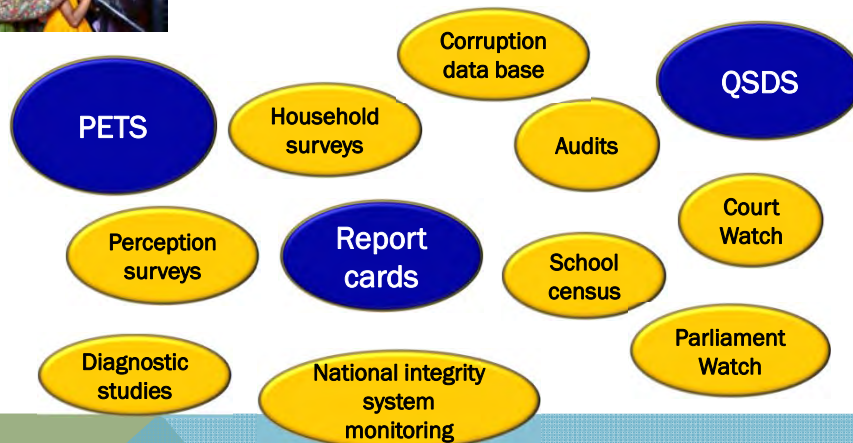 Corruption
data base
QSDS
PETS
Household
surveys
Audits
Court
Watch
Perception
surveys
Report
cards
School
census
Parliament
Watch
Diagnostic
studies
National integrity
system
monitoring